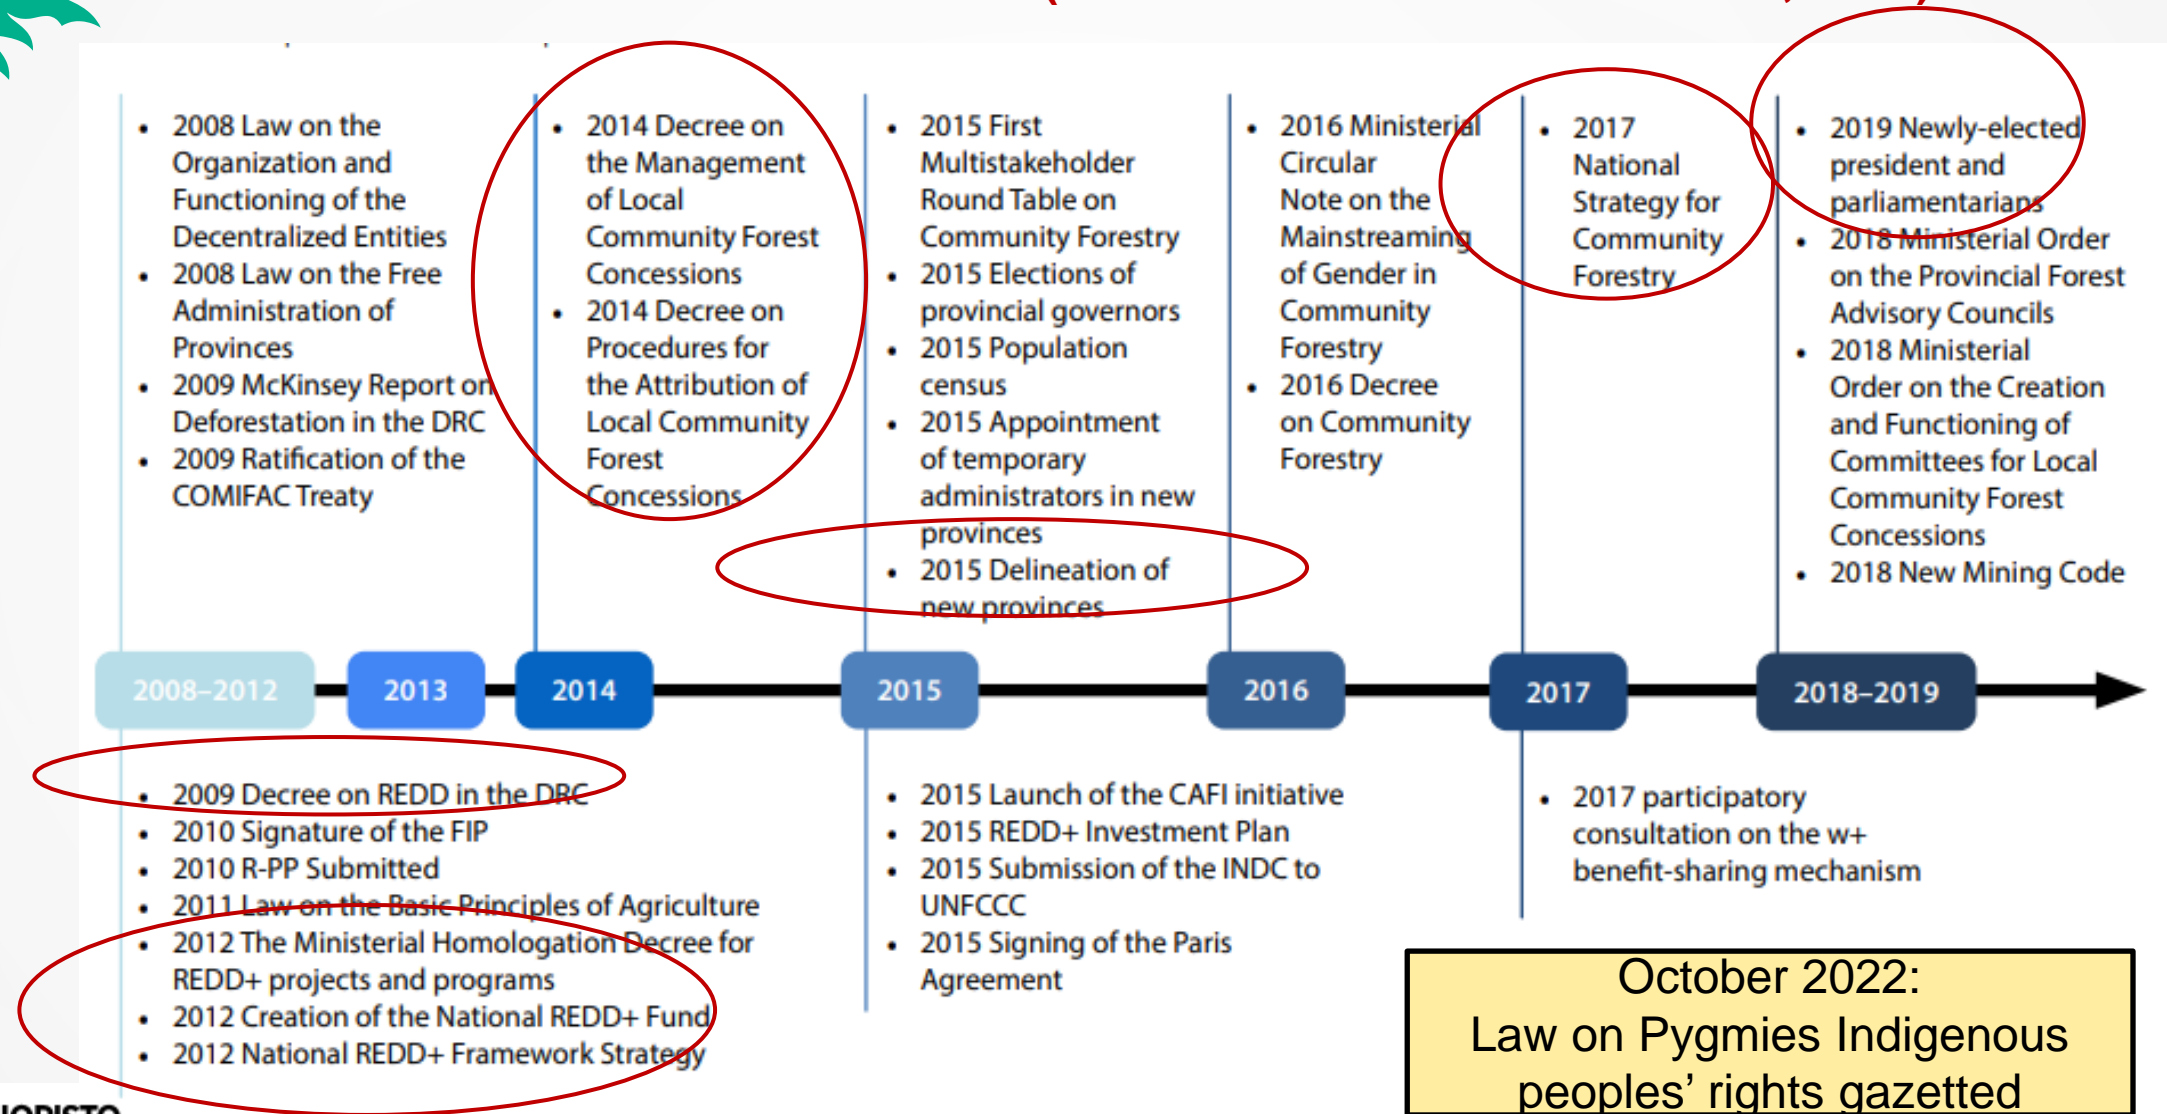 • 2008 Law on the
Organization and
Functioning of the
Decentralized Entities
• 2008 Law on the Free
Administration of
Provinces
• 2009 McKinsey Report on
Deforestation in the DRC
• 2009 Ratification of the
COMIFAC Treaty
• 2014 Decree on
the Management
of Local
Community Forest
Concessions
• 2014 Decree on
Procedures for
the Attribution of
Local Community
Forest
Concessions
• 2015 First
Multistakeholder
Round Table on
Community Forestry
• 2015 Elections of
provincial governors
• 2015 Population
census
• 2015 Appointment
of temporary
administrators in new
provinces
• 2015 Delineation of
new provinces
• 2016 Ministerial
Circular
Note on the
Mainstreaming
of Gender in
Community
Forestry
• 2016 Decree
on Community
Forestry
• 2017
National
Strategy for
Community
Forestry
• 2019 Newly-elected
president and
parliamentarians
• 2018 Ministerial Order
on the Provincial Forest
Advisory Councils
• 2018 Ministerial
Order on the Creation
and Functioning of
Committees for Local
Community Forest
Concessions
• 2018 New Mining Code
2008–2012
2013
2014
2015
2016
2017
2018–2019
• 2009 Decree on REDD in the DRC
• 2010 Signature of the FIP
• 2010 R-PP Submitted
• 2011 Law on the Basic Principles of Agriculture
• 2012 The Ministerial Homologation Decree for
REDD+ projects and programs
• 2012 Creation of the National REDD+ Fund
• 2012 National REDD+ Framework Strategy
• 2015 Launch of the CAFI initiative
• 2015 REDD+ Investment Plan
• 2015 Submission of the INDC to
UNFCCC
• 2015 Signing of the Paris
Agreement
• 2017 participatory
consultation on the w+
benefit-sharing mechanism
October 2022:
Law on Pygmies Indigenous
peoples’ rights gazetted